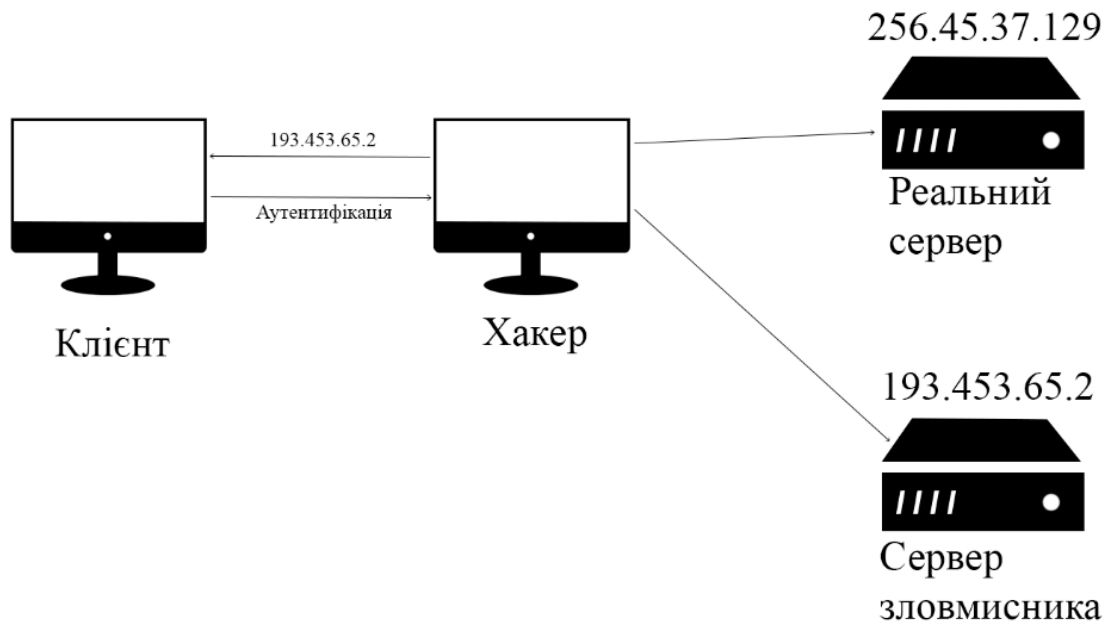 256.45.37.129
193.453.65.2
Аутентифікація
Реальний
сервер
Клієнт
Хакер
193.453.65.2
Сервер
зловмисника